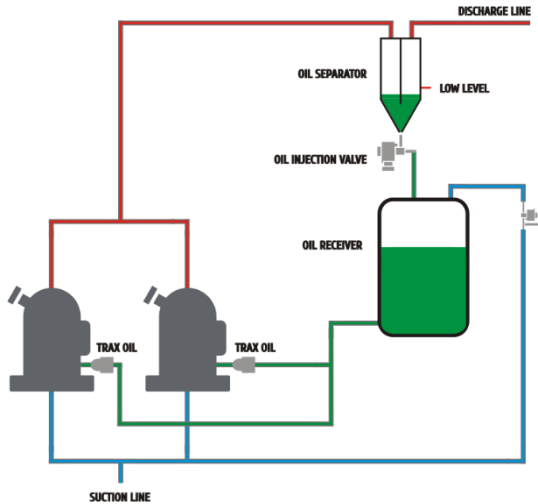 DISCHARGE LINE
OIL SEPARATOR
LOW LEVEL
OIL INJECTION VALVE
OIL RECEIVER
TRAX OIL
TRAX OIL
SUCTION LINE